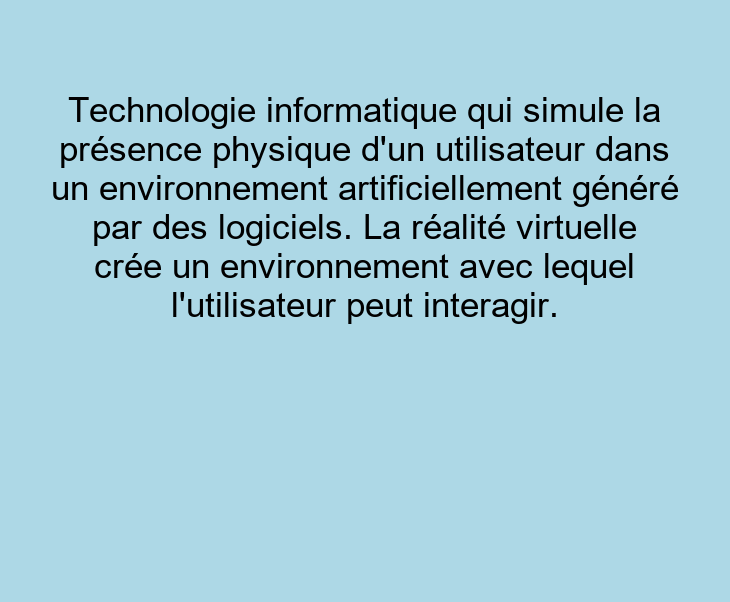 Technologie informatique qui simule la
présence physique d'un utilisateur dans
un environnement artificiellement généré
par des logiciels. La réalité virtuelle
crée un environnement avec lequel
l'utilisateur peut interagir.